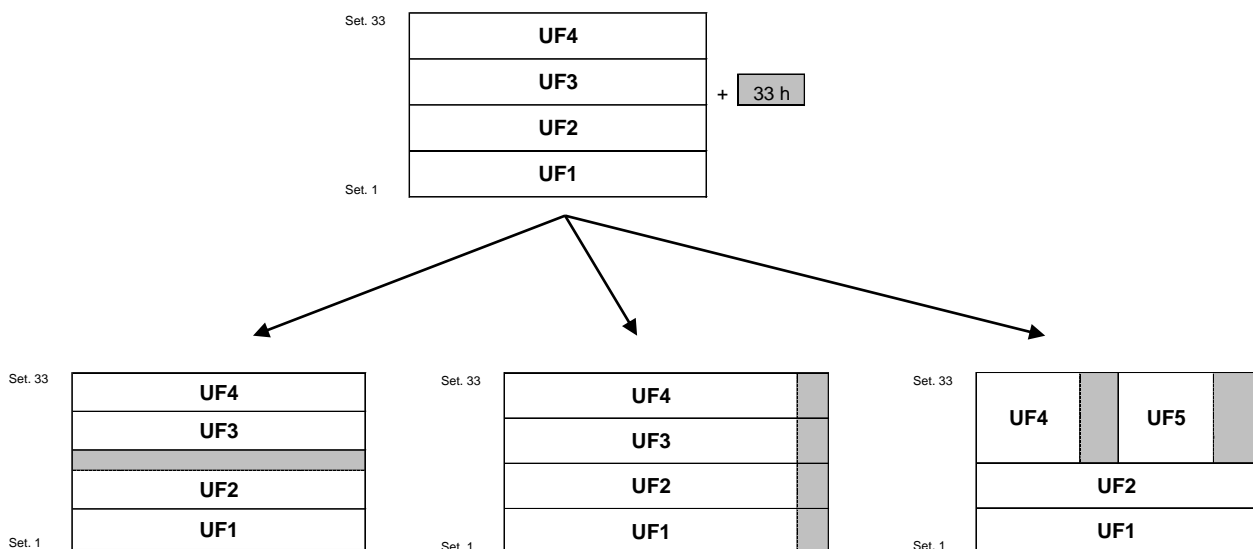 Set. 33
UF4
UF3
+ 33 h
UF2
UF1
Set. 1
Set. 33
UF4
UF3
UF2
UF1
Set. 1
Set. 33
UF4
UF3
UF2
UF1
Set. 1
Set. 33
UF4 UF5
UF2
UF1
Set. 1